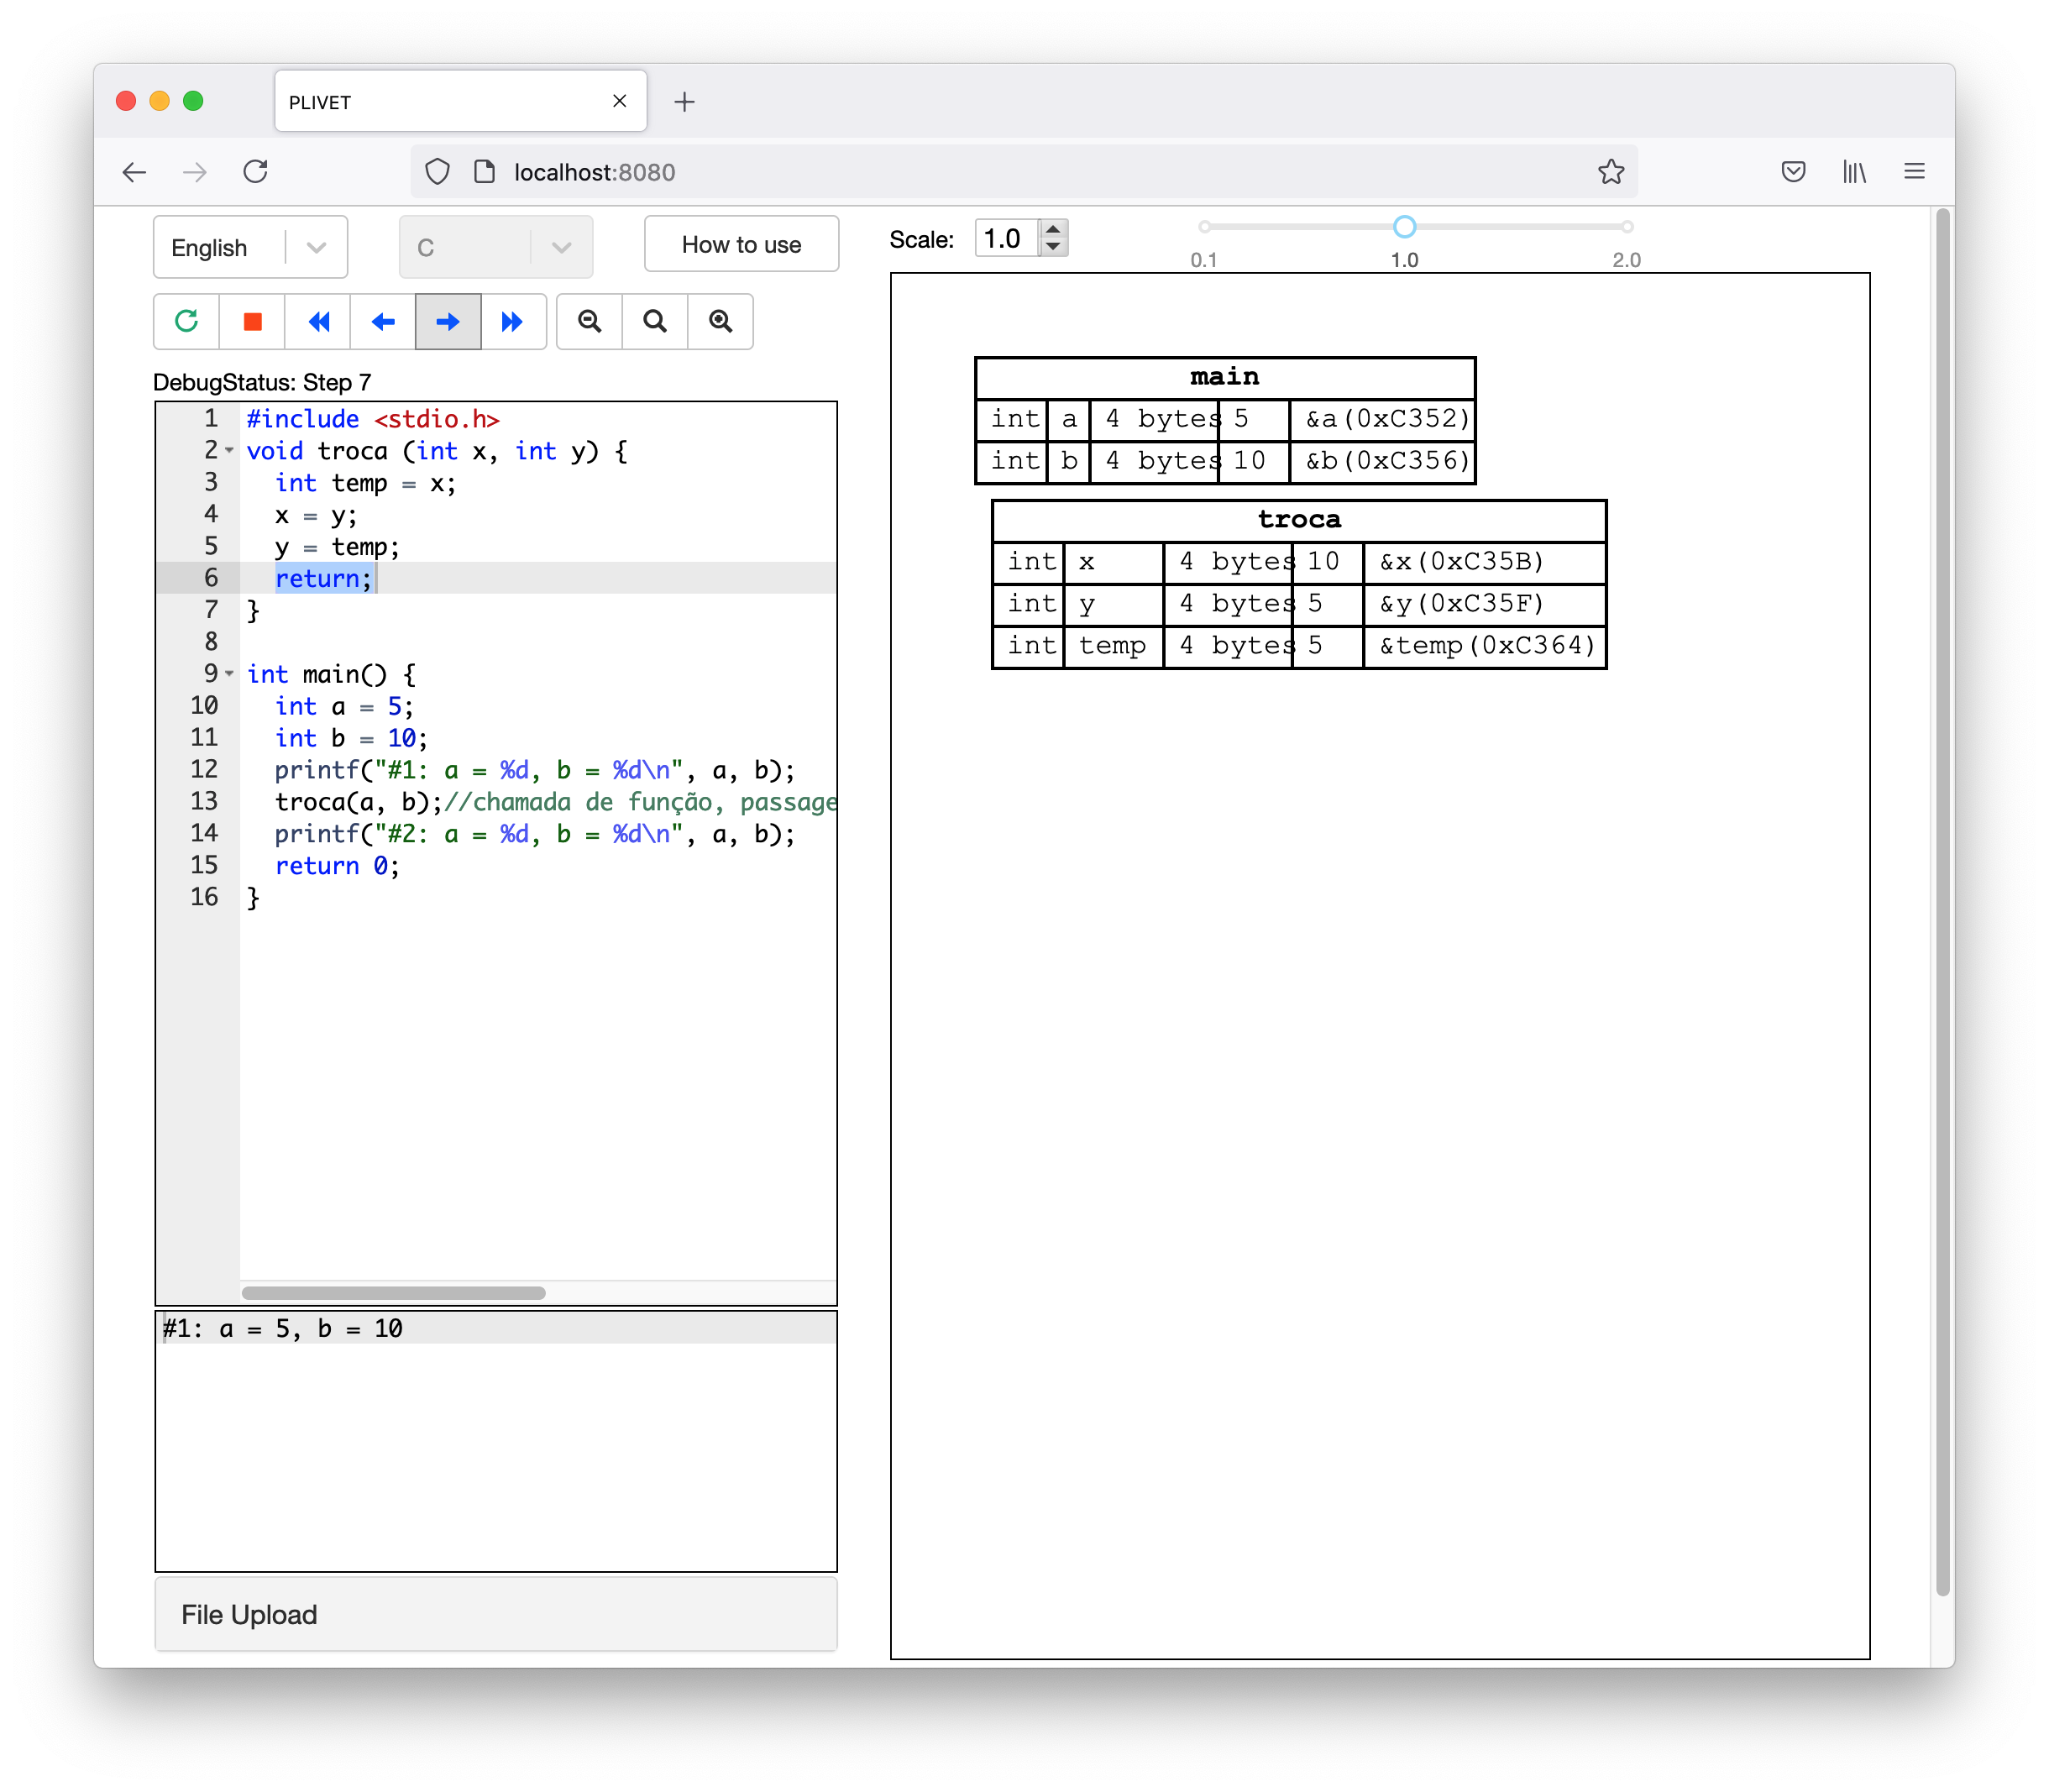 PLIVET
localhost:8080
English
C
How to use
Scale: 1.0
0.1 1.0 2.0
DebugStatus: Step 7
1 #include <stdio.h>
2 void troca (int x, int y) {
3   int temp = x;
4   x = y;
5   y = temp;
6   return;
7 }
8
9 int main() {
10   int a = 5;
11   int b = 10;
12   printf("#1: a = %d, b = %d\n", a, b);
13   troca(a, b);//chamada de função, passage
14   printf("#2: a = %d, b = %d\n", a, b);
15   return 0;
16 }
#1: a = 5, b = 10
File Upload
main
int a 4 bytes 5 &a(0xC352)
int b 4 bytes 10 &b(0xC356)
troca
int x 4 bytes 10 &x(0xC35B)
int y 4 bytes 5 &y(0xC35F)
int temp 4 bytes 5 &temp(0xC364)